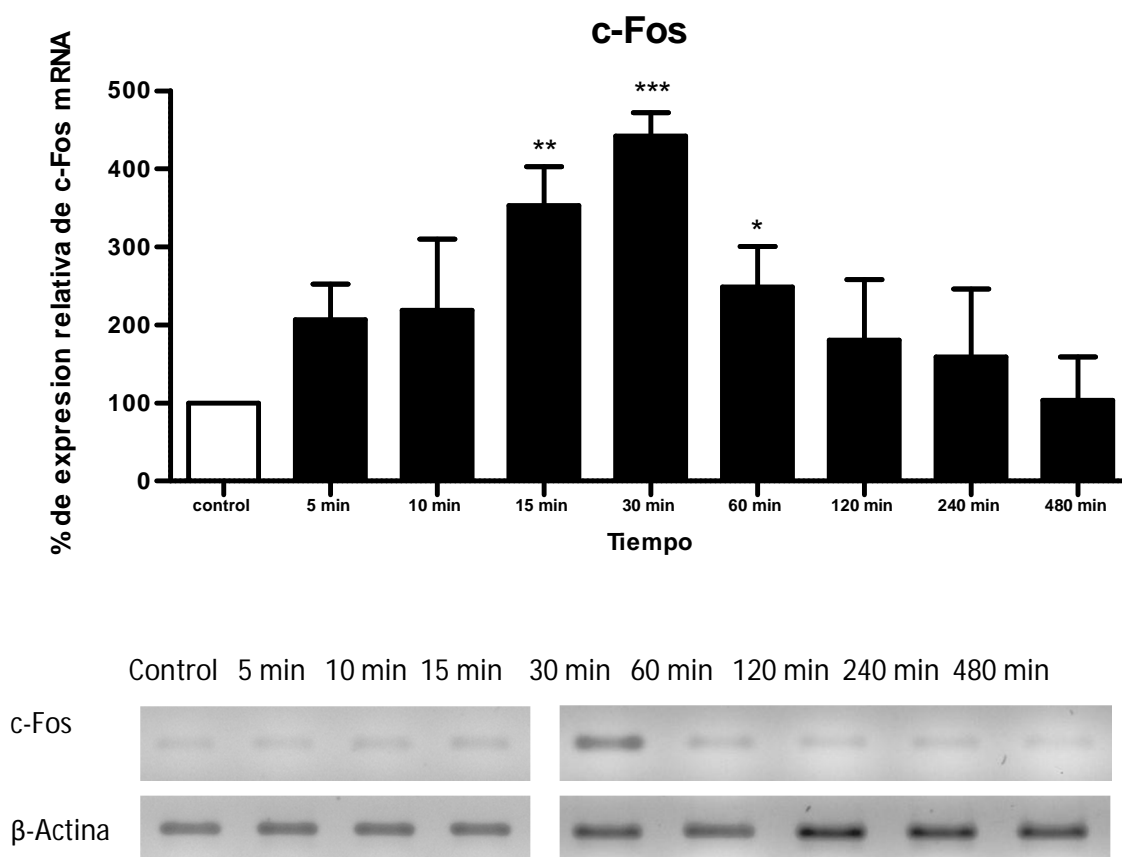 c-Fos
% de expresion relativa de c-Fos mRNA
500
***
**
400
300
*
200
100
0
control 5 min 10 min 15 min 30 min 60 min 120 min 240 min 480 min
Tiempo
Control 5 min 10 min 15 min 30 min 60 min 120 min 240 min 480 min
c-Fos
β-Actina